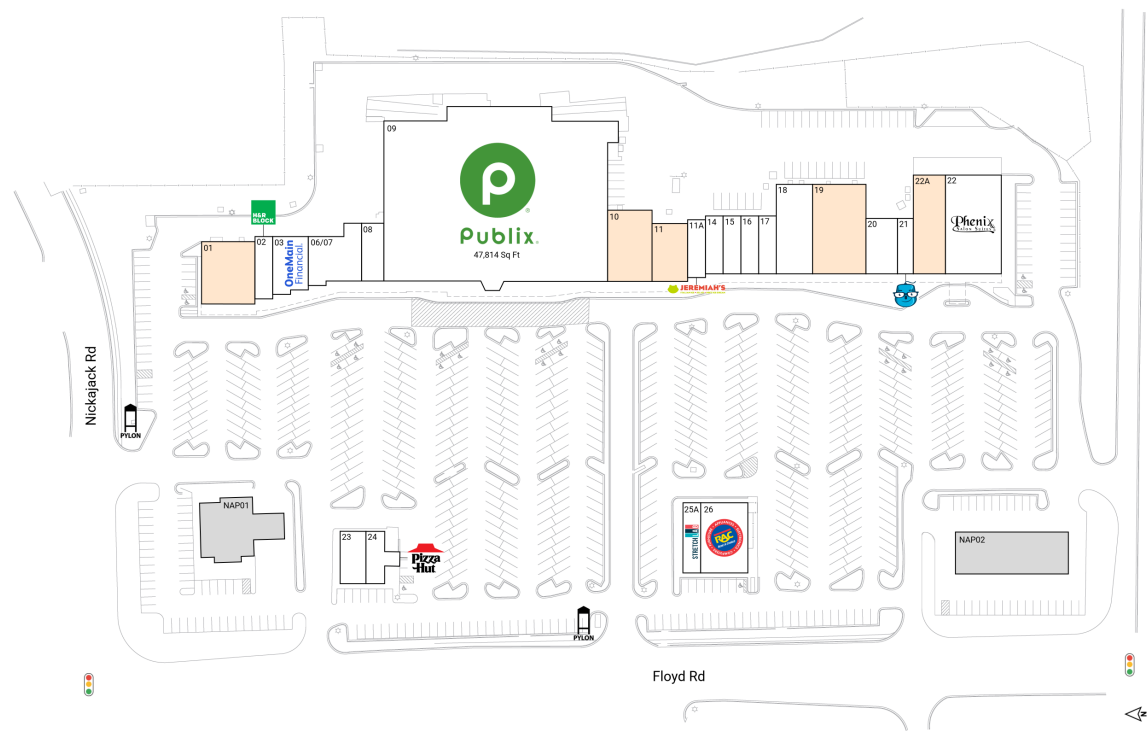 09
P
®
Publix.
47,814 Sq Ft
H&R
BLOCK
01
02
03
OneMain
Financial.
06/07
08
10
11
11A
14
15
16
17
18
19
20
21
22A
22
Phenix
Salon Suites
JEREMIAH'S
Nickajack Rd
PYLON
NAP01
23
24
Pizza
Hut
25A
26
STRETCH
RAC
NAP02
PYLON
Floyd Rd
N